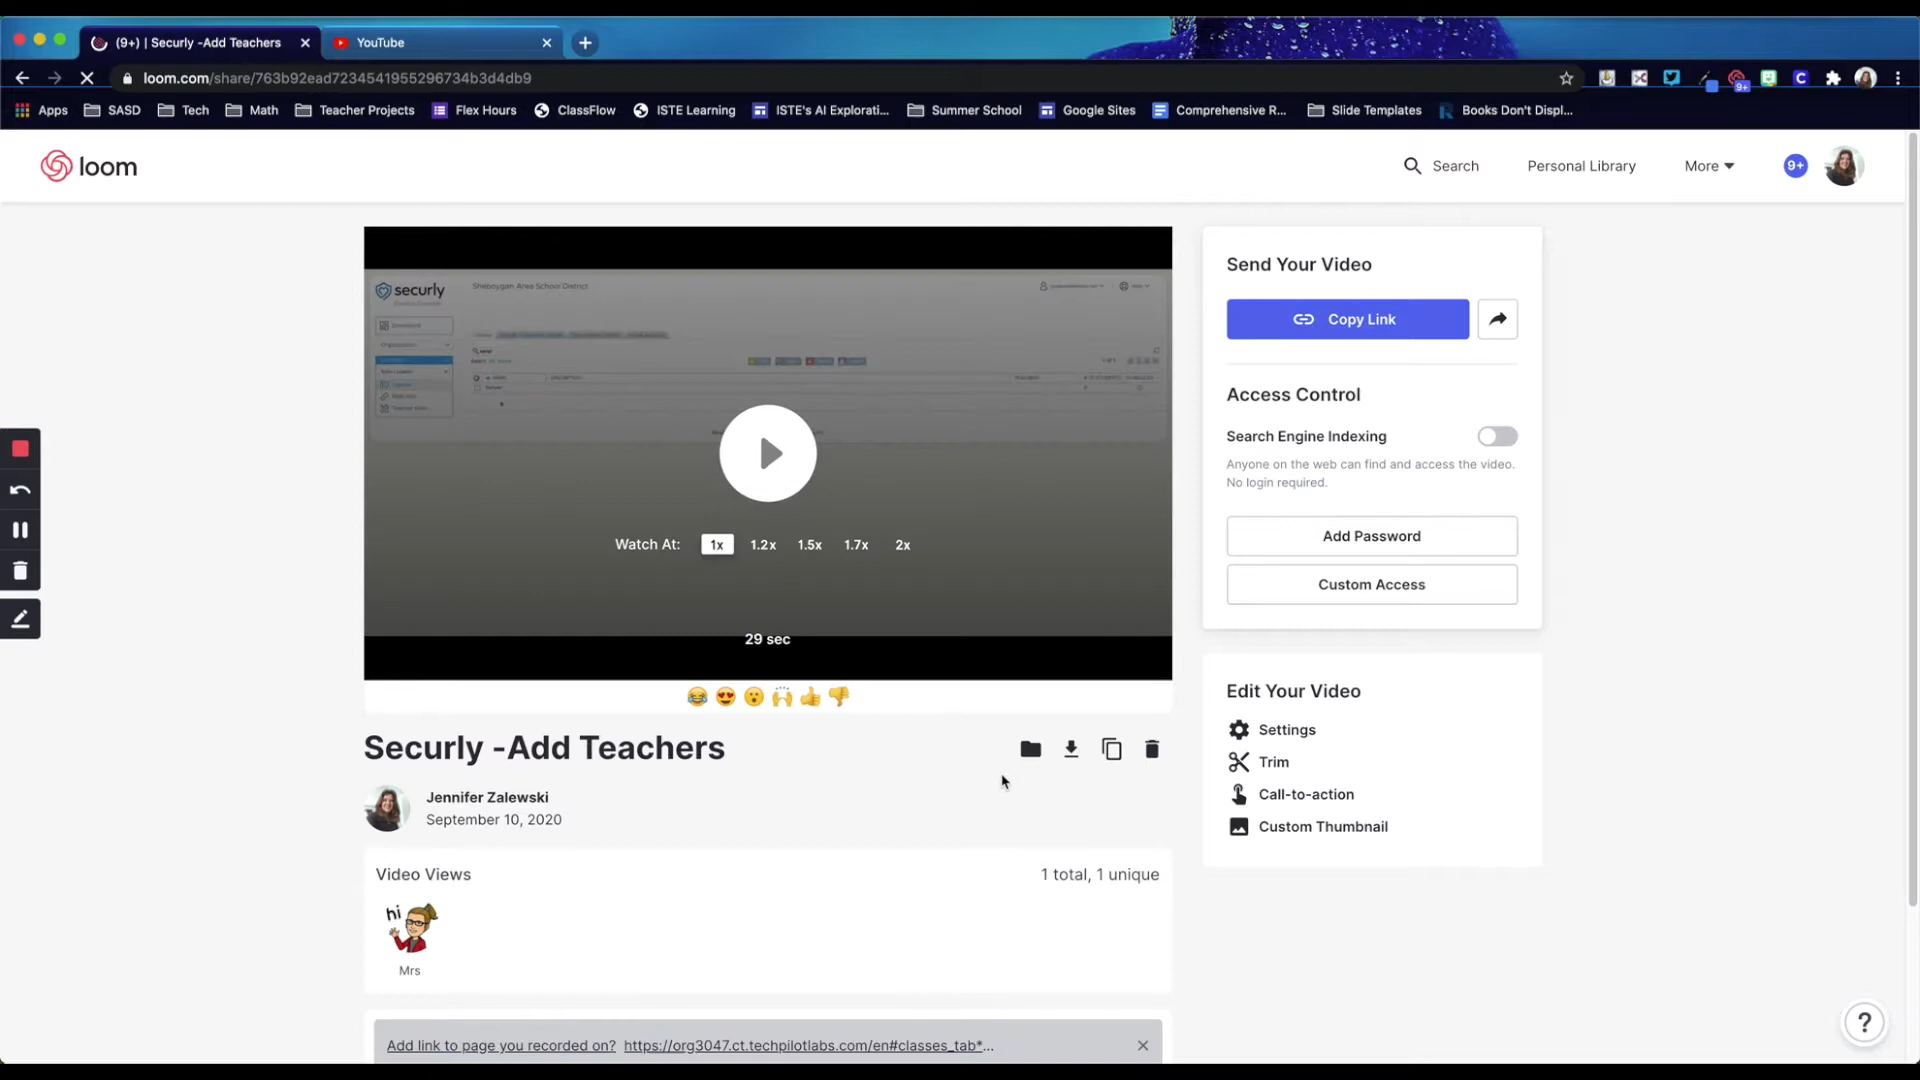 (9+) | Securly -Add Teachers
YouTube
loom.com/share/763b92ead7234541955296734b3d4db9
9+
Apps SASD Tech Math Teacher Projects Flex Hours ClassFlow ISTE Learning ISTE's AI Explorati... Summer School Google Sites Comprehensive R... Slide Templates Books Don't Displ...
loom
Search
Personal Library
More
9+
securly
Sheboygan Area School District
Watch At: 1x 1.2x 1.5x 1.7x 2x
29 sec
Send Your Video
Copy Link
Access Control
Search Engine Indexing
Anyone on the web can find and access the video.
No login required.
Add Password
Custom Access
Securly -Add Teachers
Jennifer Zalewski
September 10, 2020
Edit Your Video
Settings
Trim
Call-to-action
Custom Thumbnail
Video Views
1 total, 1 unique
hi
Mrs
Add link to page you recorded on? https://org3047.ct.techpilotlabs.com/en#classes_tab*...
?